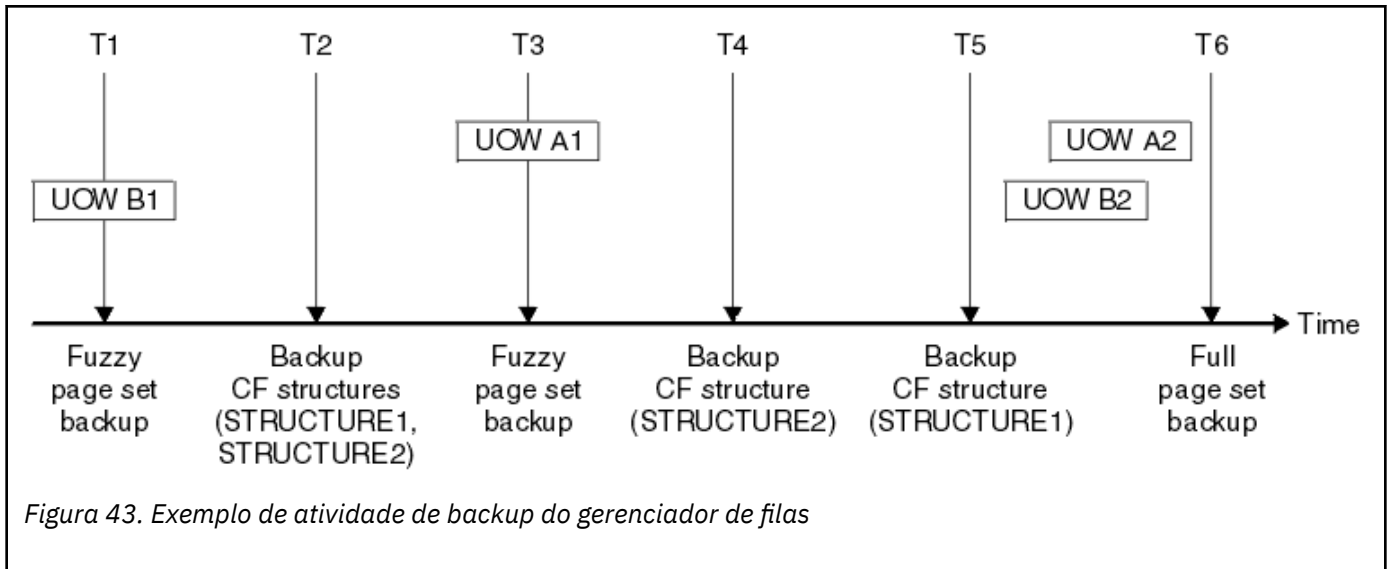 T1 T2 T3 T4 T5 T6
UOW A1
UOW A2
UOW B1
UOW B2
Time
Fuzzy
page set
backup
Backup
CF structures
(STRUCTURE1,
STRUCTURE2)
Fuzzy
page set
backup
Backup
CF structure
(STRUCTURE2)
Backup
CF structure
(STRUCTURE1)
Full
page set
backup
Figura 43. Exemplo de atividade de backup do gerenciador de filas